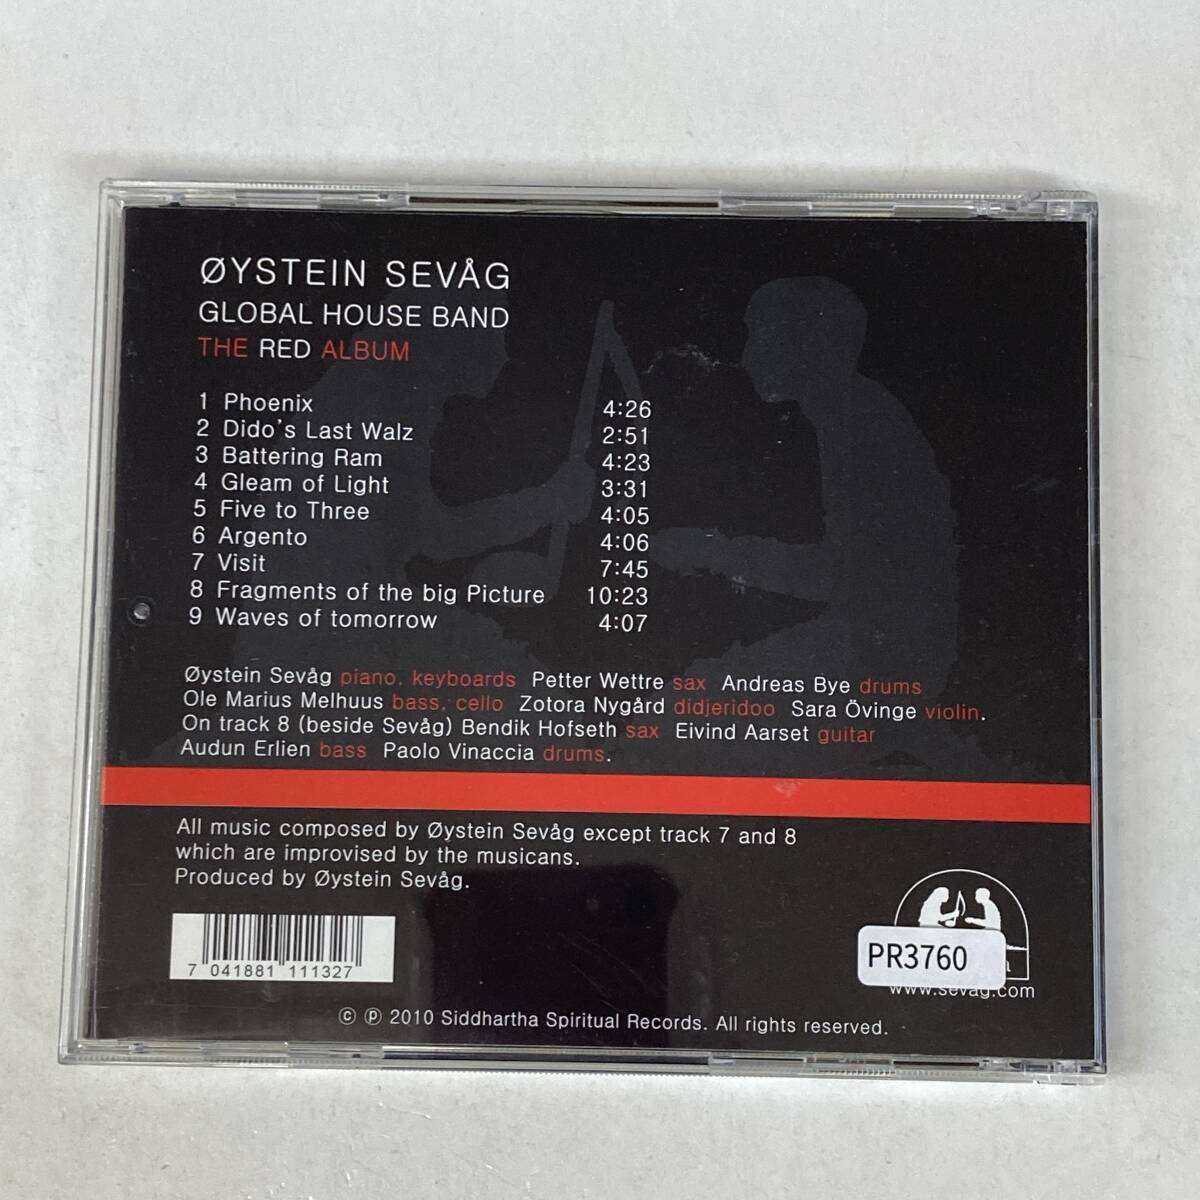 ØYSTEIN SEVÅG
GLOBAL HOUSE BAND
THE RED ALBUM
1 Phoenix 4:26
2 Dido's Last Walz 2:51
3 Battering Ram 4:23
4 Gleam of Light 3:31
5 Five to Three 4:05
6 Argento 4:06
7 Visit 7:45
8 Fragments of the big Picture 10:23
9 Waves of tomorrow 4:07
Øystein Sevåg piano, keyboards Petter Wettre sax Andreas Bye drums
Ole Marius Melhuus bass, cello Zotora Nygård didjeridoo Sara Övinge violin.
On track 8 (beside Sevåg) Bendik Hofseth sax Eivind Aarset guitar
Audun Erlien bass Paolo Vinaccia drums.
All music composed by Øystein Sevåg except track 7 and 8
which are improvised by the musicans.
Produced by Øystein Sevåg.
7 041881 111327
PR3760
www.sevag.com
© ℗ 2010 Siddhartha Spiritual Records. All rights reserved.